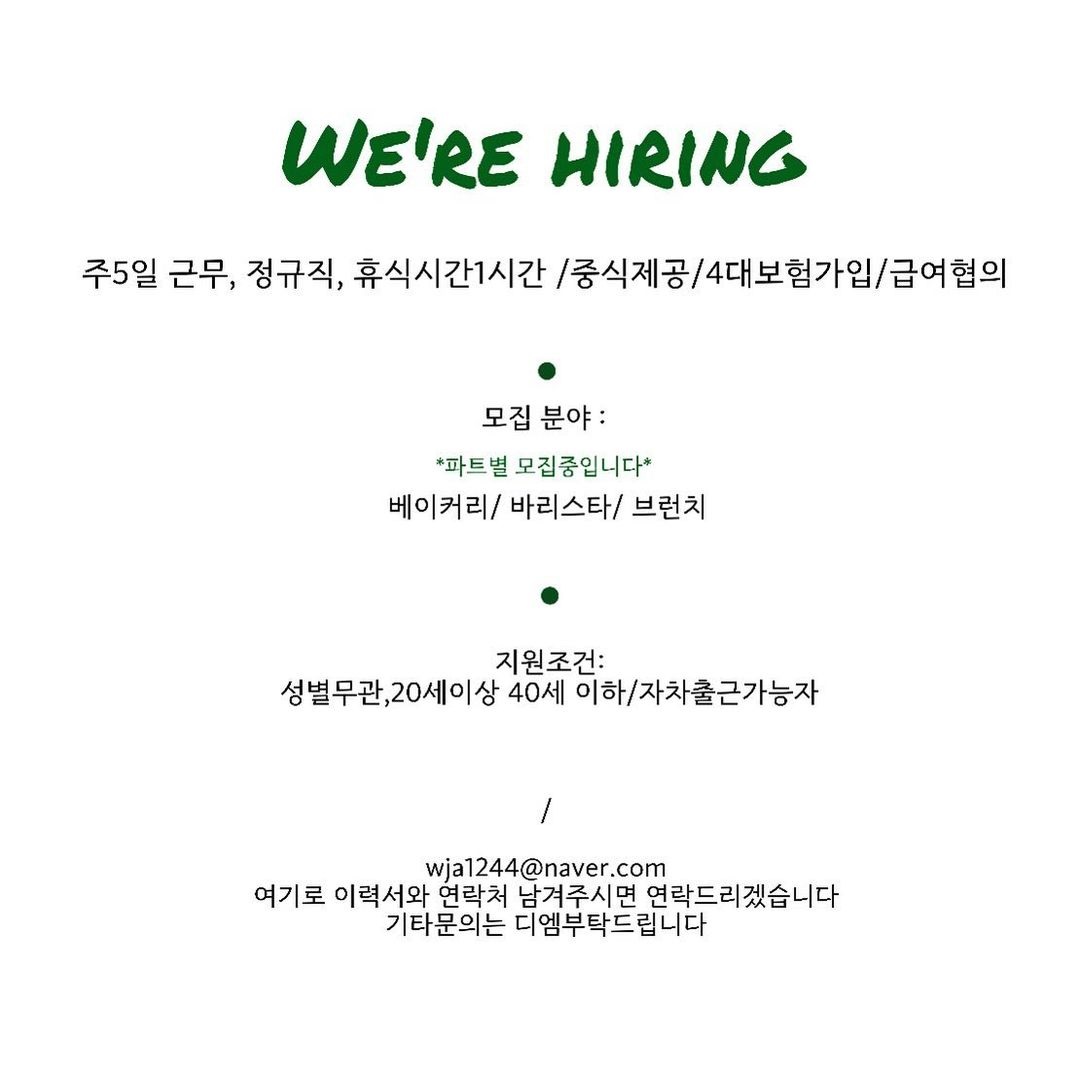 WE'RE HIRING
주5일 근무, 정규직, 휴식시간1시간 /중식제공/4대보험가입/급여협의
모집 분야 :
*파트별 모집중입니다*
베이커리/ 바리스타/ 브런치
지원조건:
성별무관,20세이상 40세 이하/자차출근가능자
/
wja1244@naver.com
여기로 이력서와 연락처 남겨주시면 연락드리겠습니다
기타문의는 디엠부탁드립니다